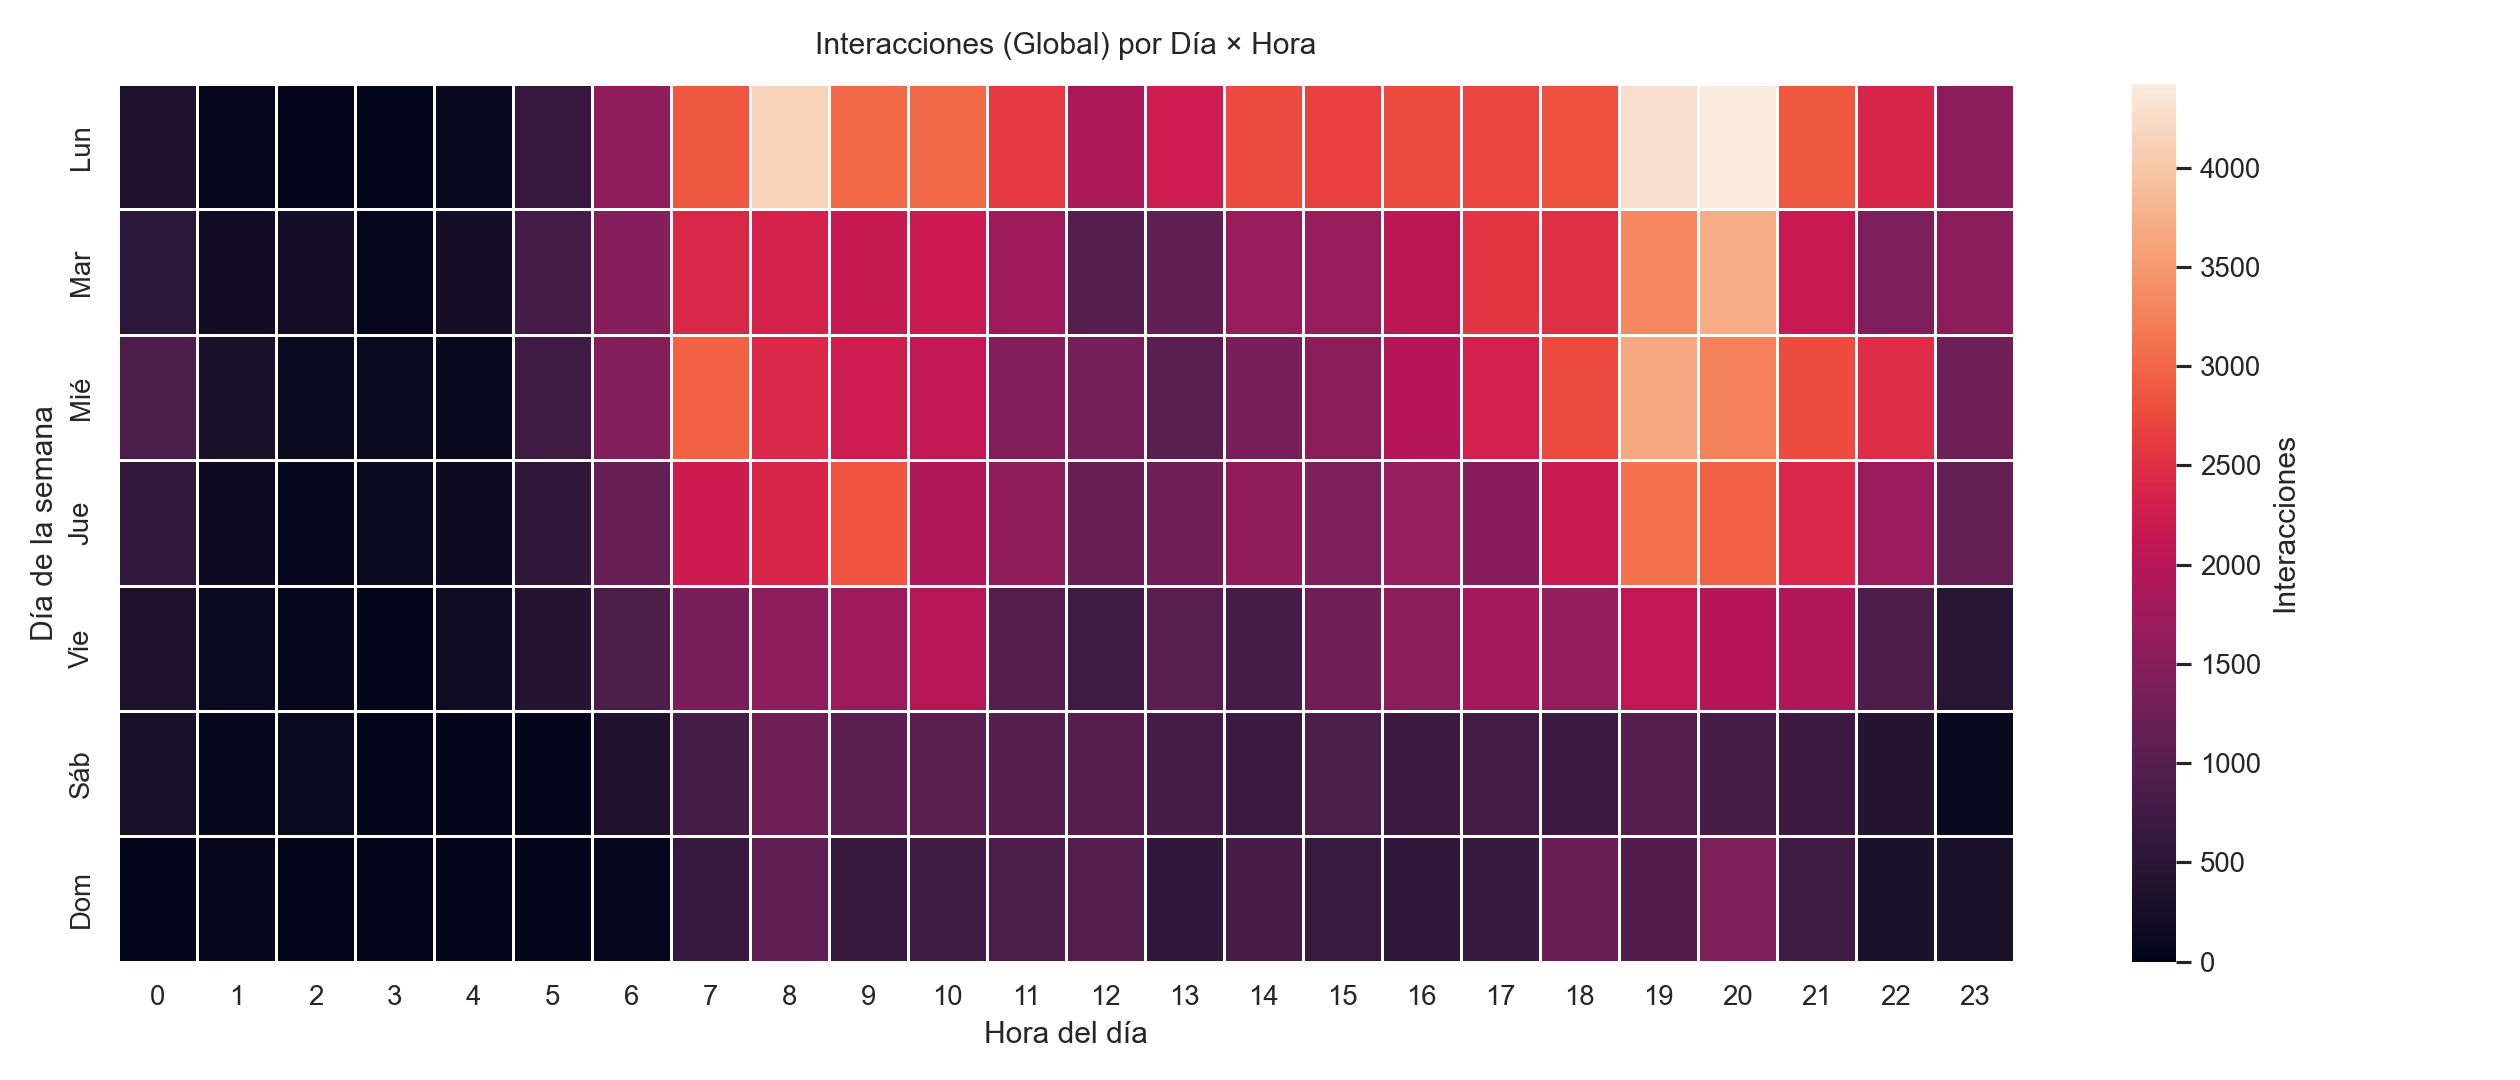 Interacciones (Global) por Día × Hora
Día de la semana
Lun
Mar
Mié
Jue
Vie
Sáb
Dom
0 1 2 3 4 5 6 7 8 9 10 11 12 13 14 15 16 17 18 19 20 21 22 23
Hora del día
4000
3500
3000
2500
2000
1500
1000
500
0
Interacciones